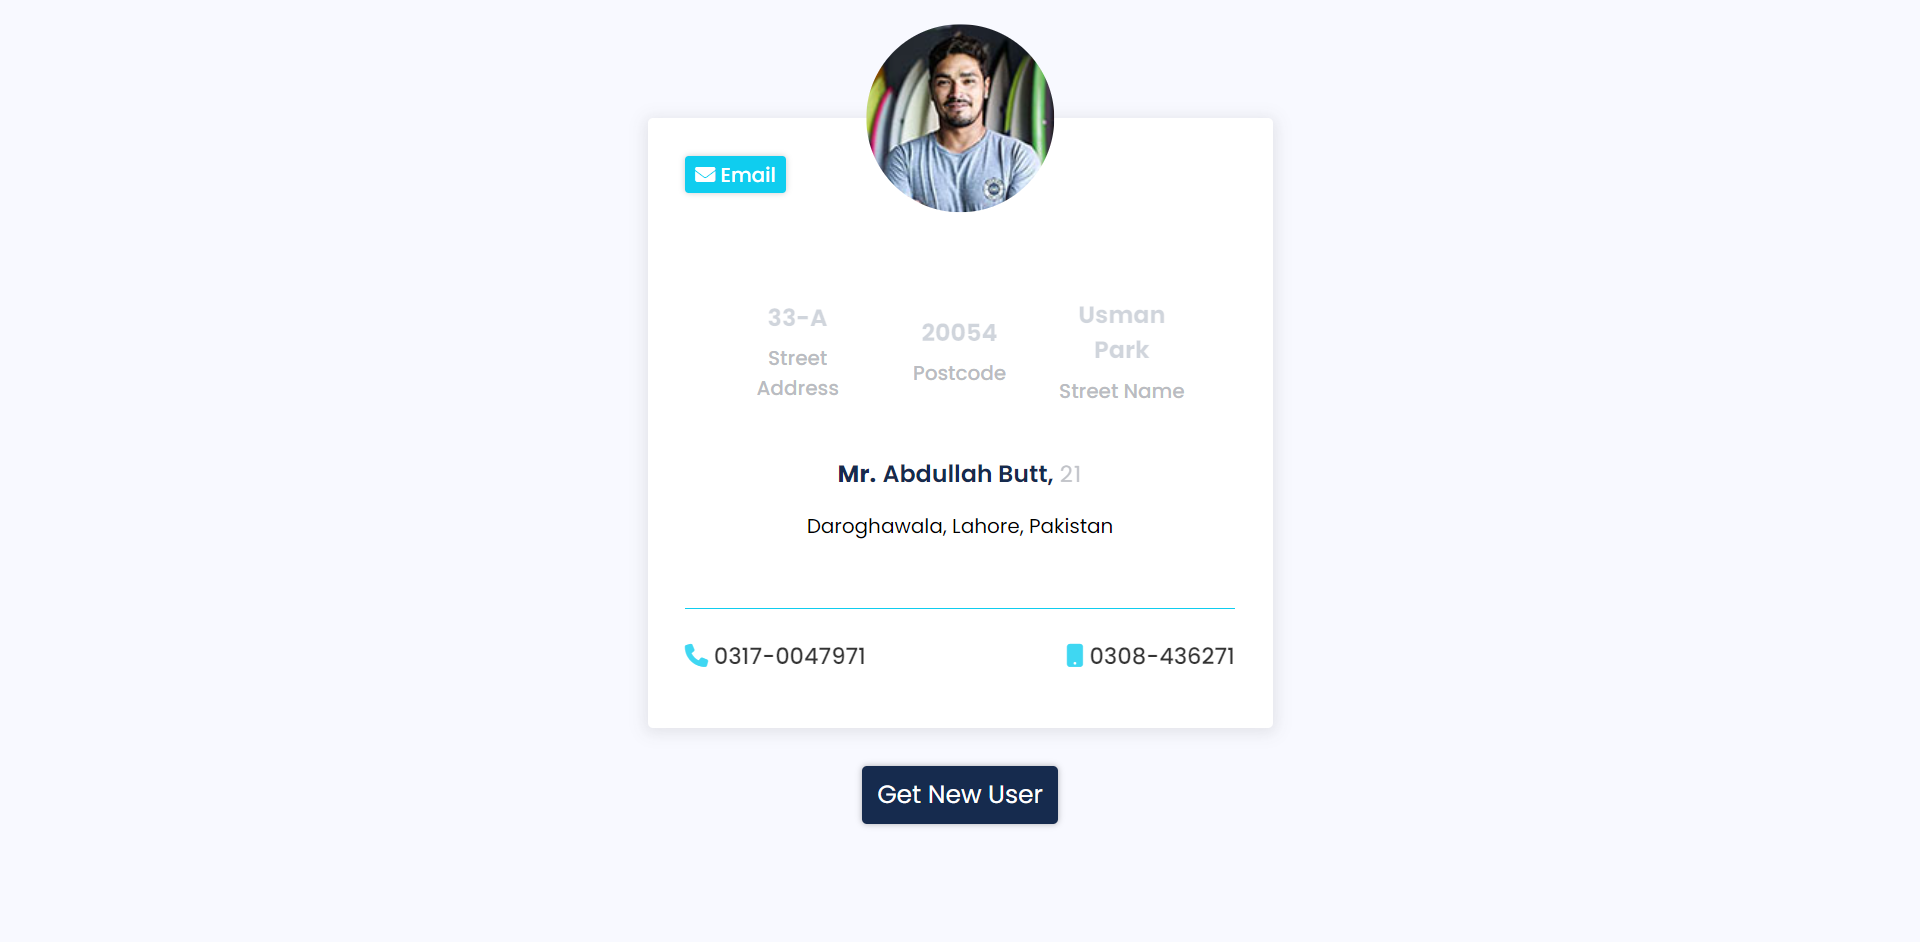 Email
33-A
Street
Address
20054
Postcode
Usman
Park
Street Name
Mr. Abdullah Butt, 21
Daroghawala, Lahore, Pakistan
0317-0047971
0308-436271
Get New User